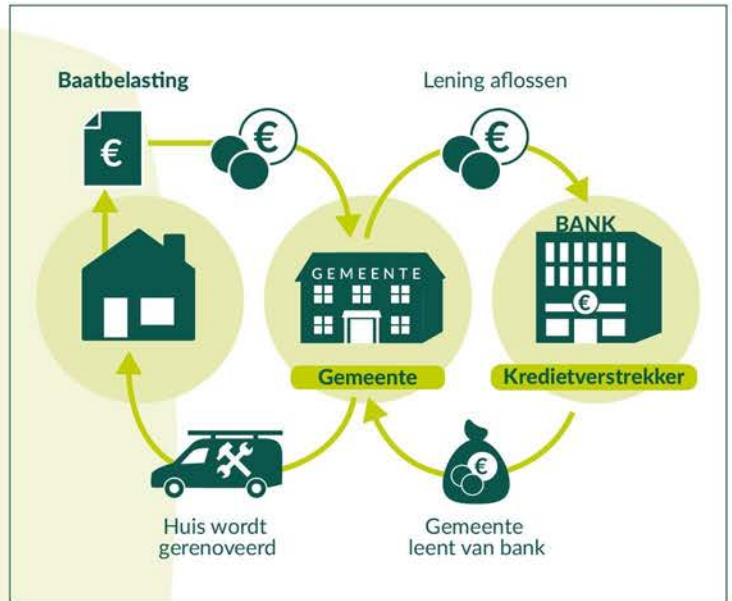 Baatbelasting
Lening aflossen
€
€
€
BANK
GEMEENTE
€
Gemeente
Kredietverstrekker
€
Huis wordt
gerenoveerd
Gemeente
leent van bank